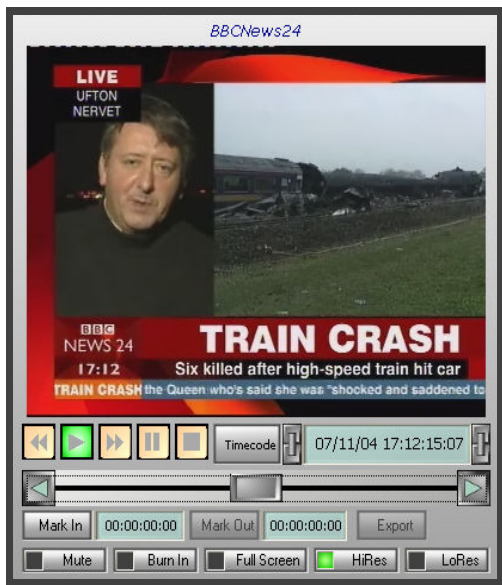 BBCNews24
LIVE
UFTON
NERVET
BBC
NEWS 24
17:12
TRAIN CRASH
Six killed after high-speed train hit car
TRAIN CRASH the Queen who's said she was "shocked and saddened to
Timecode 07/11/04 17:12:15:07
Mark In 00:00:00:00 Mark Out 00:00:00:00 Export
Mute Burn In Full Screen HiRes LoRes